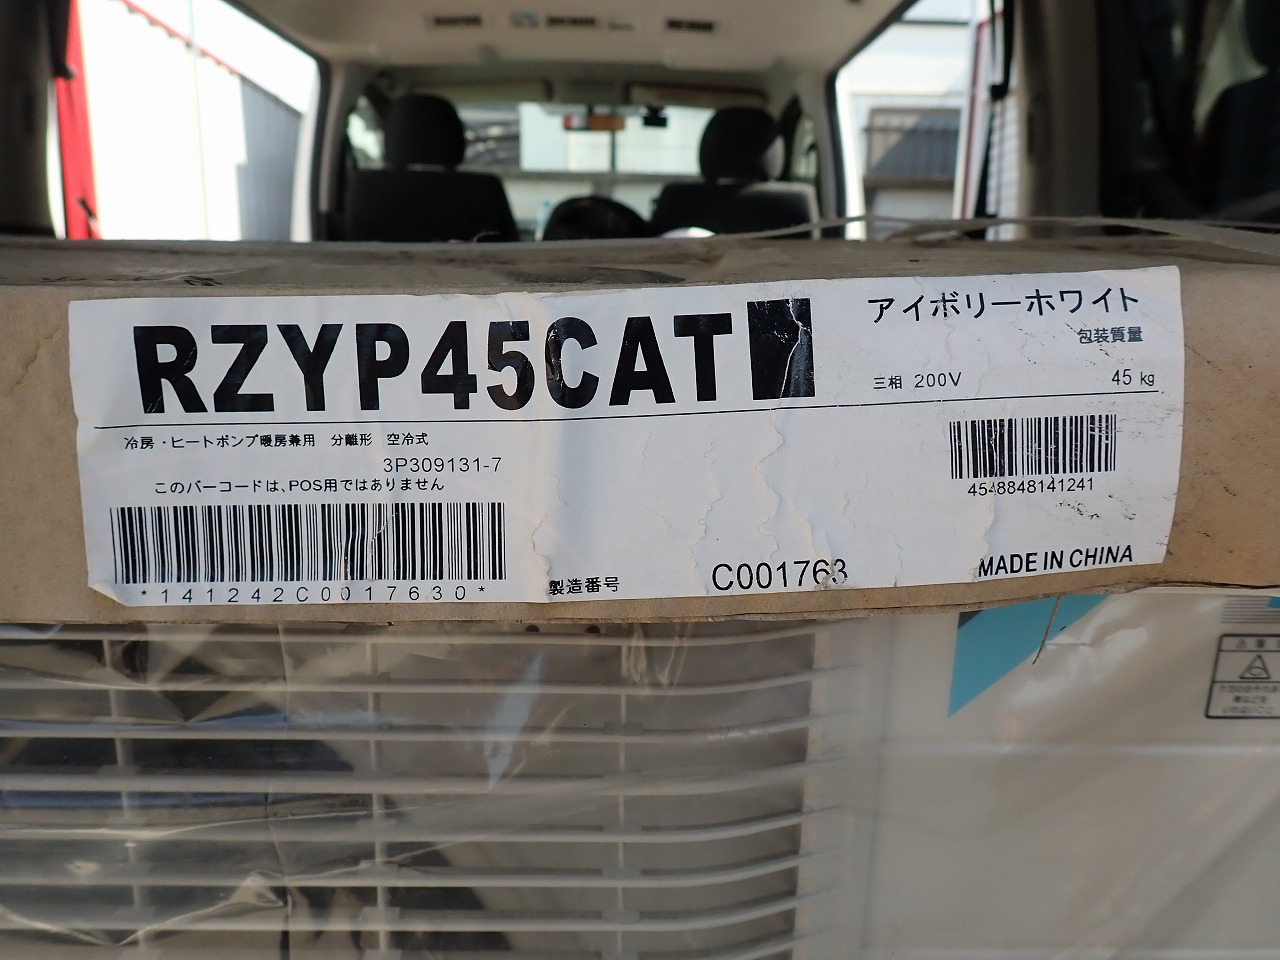 RZYP45CAT
アイボリーホワイト
包装質量
三相 200V 45 kg
冷房・ヒートポンプ暖房兼用 分離形 空冷式
3P309131-7
このバーコードは、POS用ではありません
4548848141241
*141242C0017630*
製造番号 C001763
MADE IN CHINA